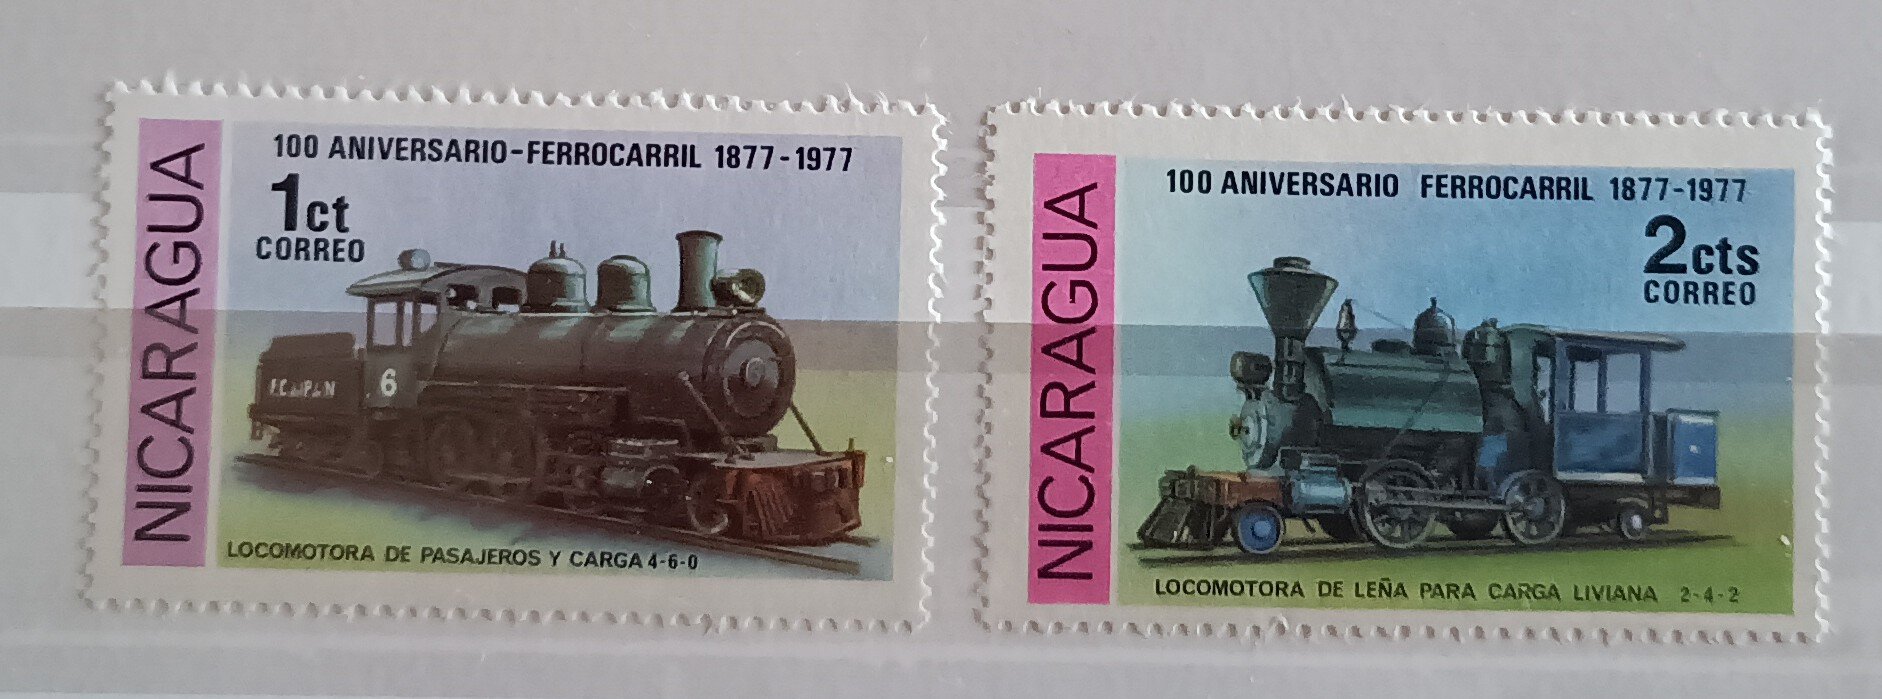 NICARAGUA
100 ANIVERSARIO-FERROCARRIL 1877-1977
1ct
CORREO
6
LOCOMOTORA DE PASAJEROS Y CARGA 4-6-0
NICARAGUA
100 ANIVERSARIO FERROCARRIL 1877-1977
2cts
CORREO
LOCOMOTORA DE LEÑA PARA CARGA LIVIANA 2-4-2